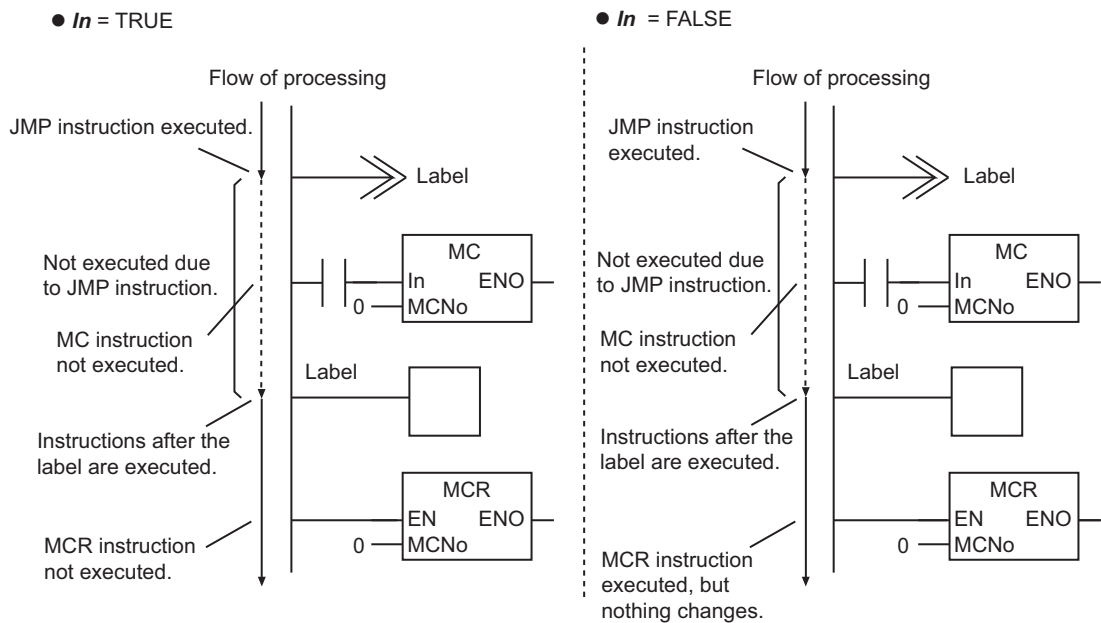 ● In = TRUE
Flow of processing
JMP instruction executed.
Label
Not executed due
to JMP instruction.
MC
In ENO
0 MCNo
MC instruction
not executed.
Label
Instructions after the
label are executed.
MCR
EN ENO
0 MCNo
MCR instruction
not executed.
● In = FALSE
Flow of processing
JMP instruction
executed.
Label
Not executed due
to JMP instruction.
MC
In ENO
0 MCNo
MC instruction
not executed.
Label
Instructions after the
label are executed.
MCR
EN ENO
0 MCNo
MCR instruction
executed, but
nothing changes.